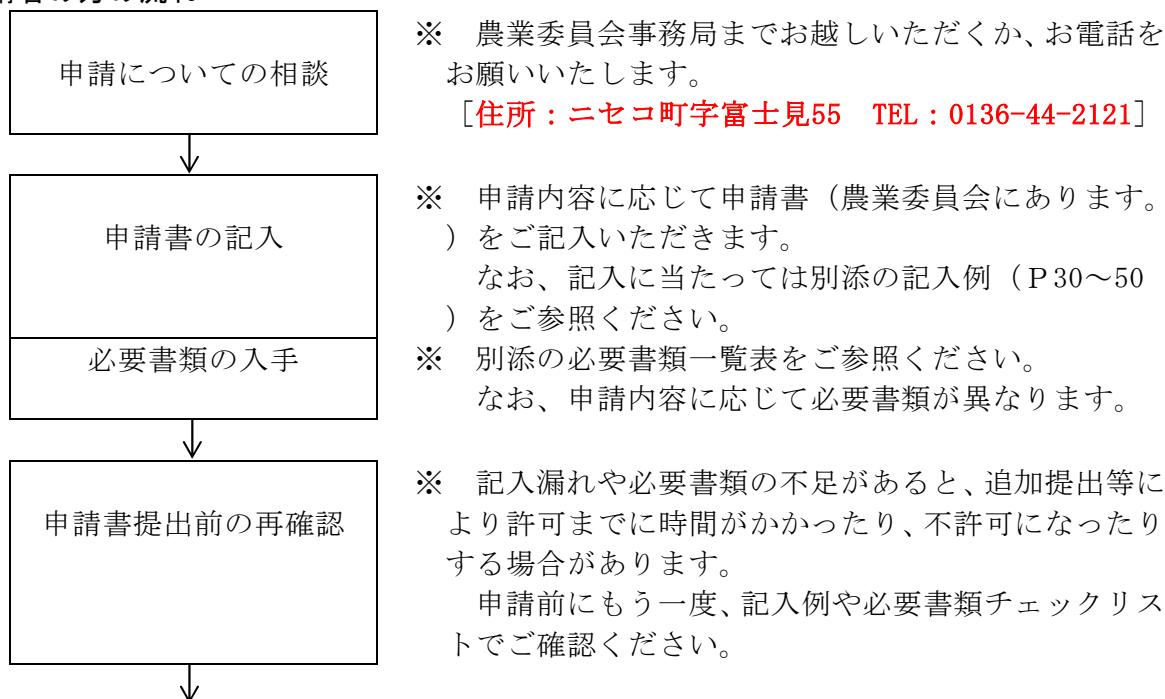 申請についての相談
※　農業委員会事務局までお越しいただくか、お電話を
お願いいたします。
［住所：ニセコ町字富士見55　TEL：0136-44-2121］
申請書の記入
※　申請内容に応じて申請書（農業委員会にあります。
）をご記入いただきます。
なお、記入に当たっては別添の記入例（Ｐ30～50
）をご参照ください。
必要書類の入手
※　別添の必要書類一覧表をご参照ください。
なお、申請内容に応じて必要書類が異なります。
申請書提出前の再確認
※　記入漏れや必要書類の不足があると、追加提出等に
より許可までに時間がかかったり、不許可になったり
する場合があります。
申請前にもう一度、記入例や必要書類チェックリス
トでご確認ください。